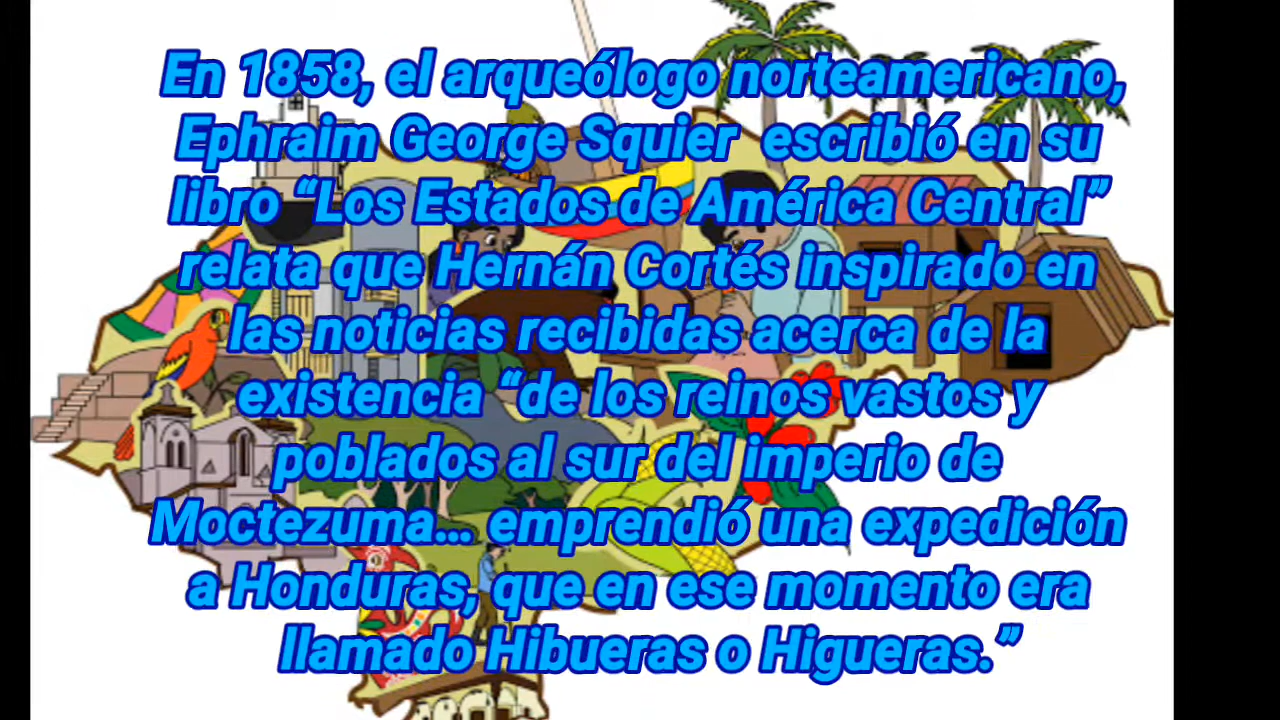 En 1858, el arqueólogo norteamericano,
Ephraim George Squier escribió en su
libro “Los Estados de América Central”
relata que Hernán Cortés inspirado en
las noticias recibidas acerca de la
existencia “de los reinos vastos y
poblados al sur del imperio de
Moctezuma... emprendió una expedición
a Honduras, que en ese momento era
llamado Hibueras o Higueras.”